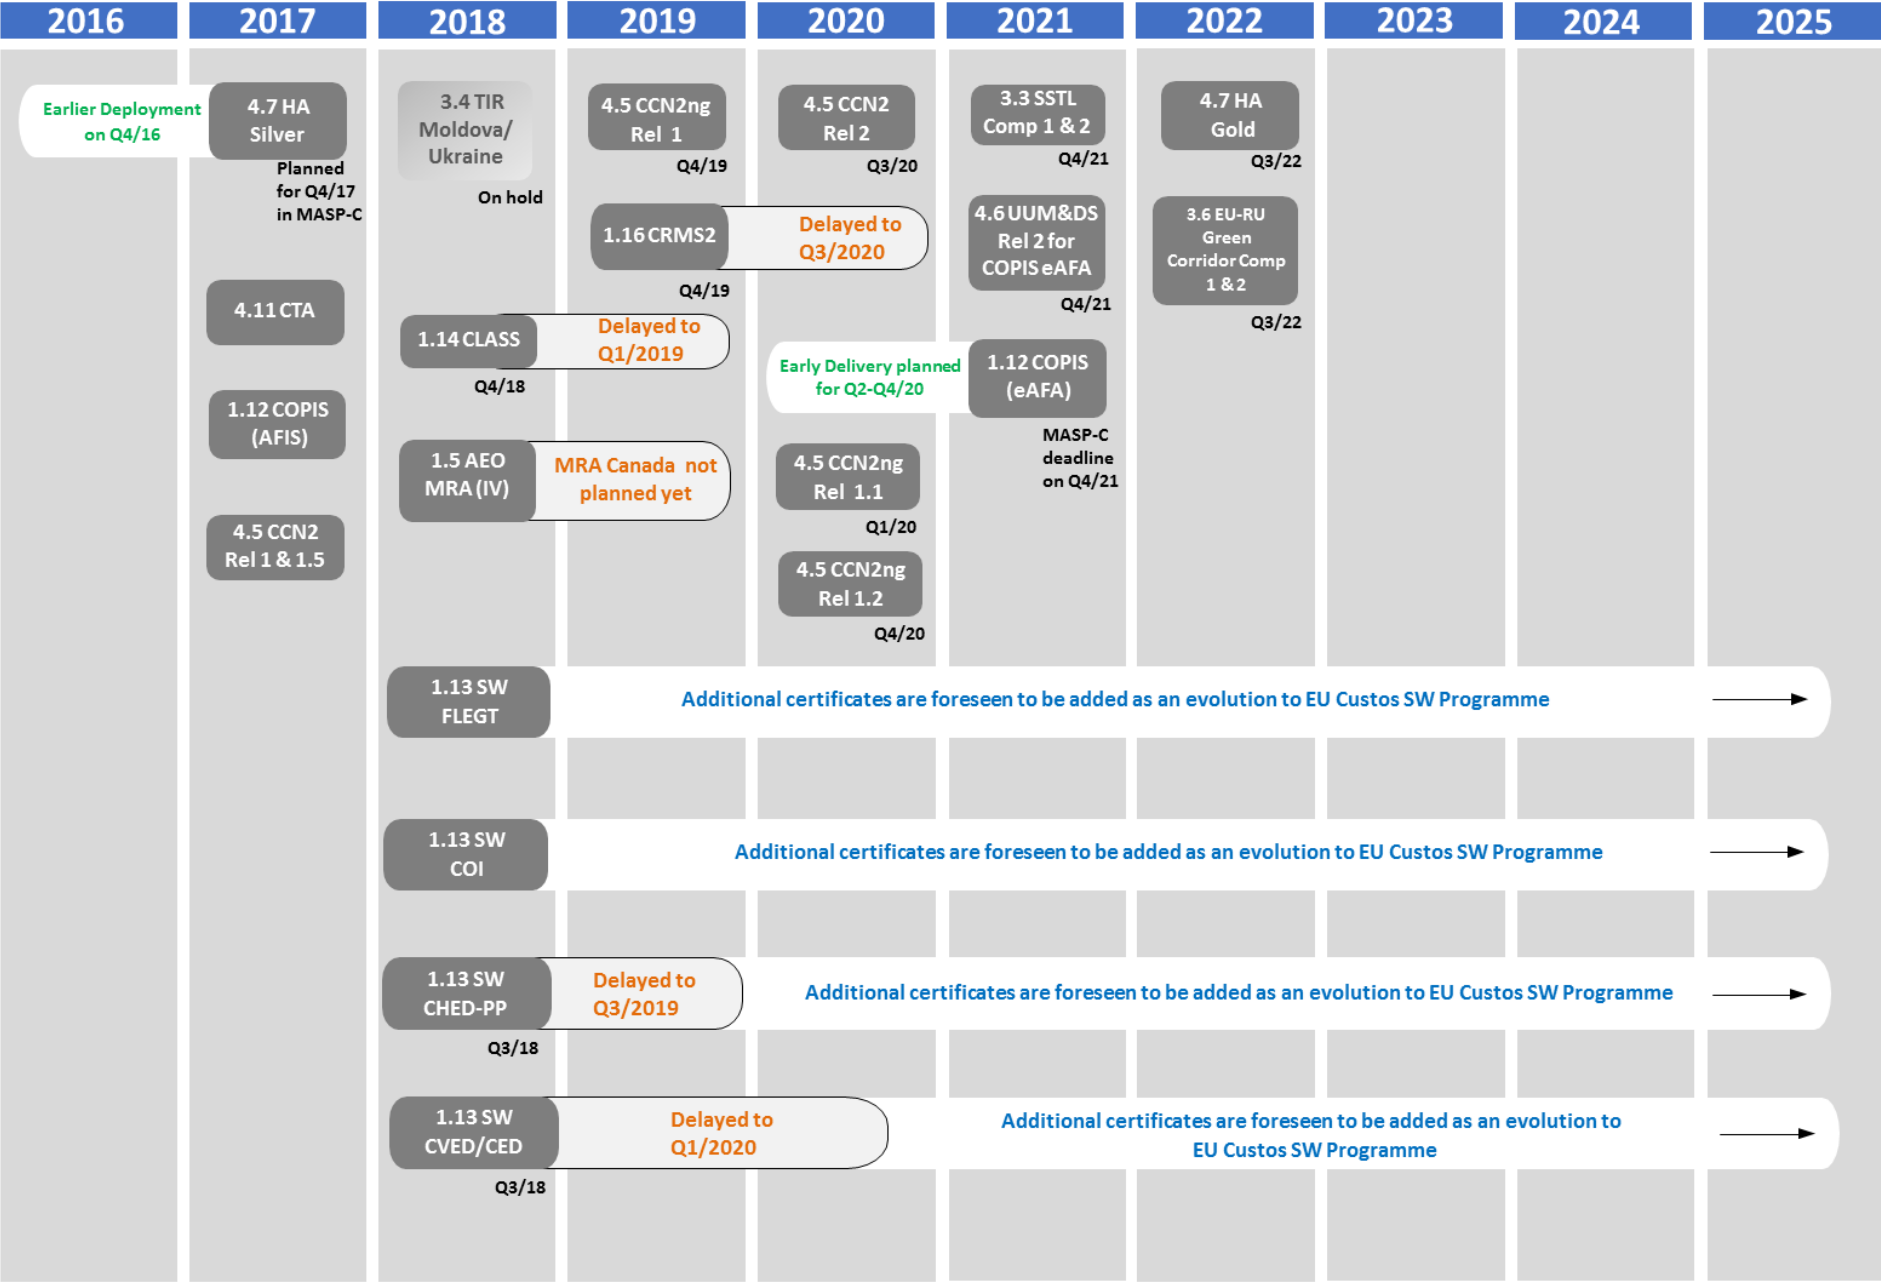 2016
2017
2018
2019
2020
2021
2022
2023
2024
2025
Earlier Deployment
on Q4/16
4.7 HA
Silver
Planned
for Q4/17
in MASP-C
4.11 CTA
1.12 COPIS
(AFIS)
4.5 CCN2
Rel 1 & 1.5
3.4 TIR
Moldova/
Ukraine
On hold
1.14 CLASS
Q4/18
Delayed to
Q1/2019
1.5 AEO
MRA (IV)
MRA Canada not
planned yet
4.5 CCN2ng
Rel 1
Q4/19
1.16 CRMS2
Q4/19
Delayed to
Q3/2020
4.5 CCN2
Rel 2
Q3/20
Early Delivery planned
for Q2-Q4/20
4.5 CCN2ng
Rel 1.1
Q1/20
4.5 CCN2ng
Rel 1.2
Q4/20
3.3 SSTL
Comp 1 & 2
Q4/21
4.6 UUM&DS
Rel 2 for
COPIS eAFA
Q4/21
1.12 COPIS
(eAFA)
MASP-C
deadline
on Q4/21
4.7 HA
Gold
Q3/22
3.6 EU-RU
Green
Corridor Comp
1 & 2
Q3/22
1.13 SW
FLEGT
Additional certificates are foreseen to be added as an evolution to EU Custos SW Programme
1.13 SW
COI
Additional certificates are foreseen to be added as an evolution to EU Custos SW Programme
1.13 SW
CHED-PP
Q3/18
Delayed to
Q3/2019
Additional certificates are foreseen to be added as an evolution to EU Custos SW Programme
1.13 SW
CVED/CED
Q3/18
Delayed to
Q1/2020
Additional certificates are foreseen to be added as an evolution to
EU Custos SW Programme